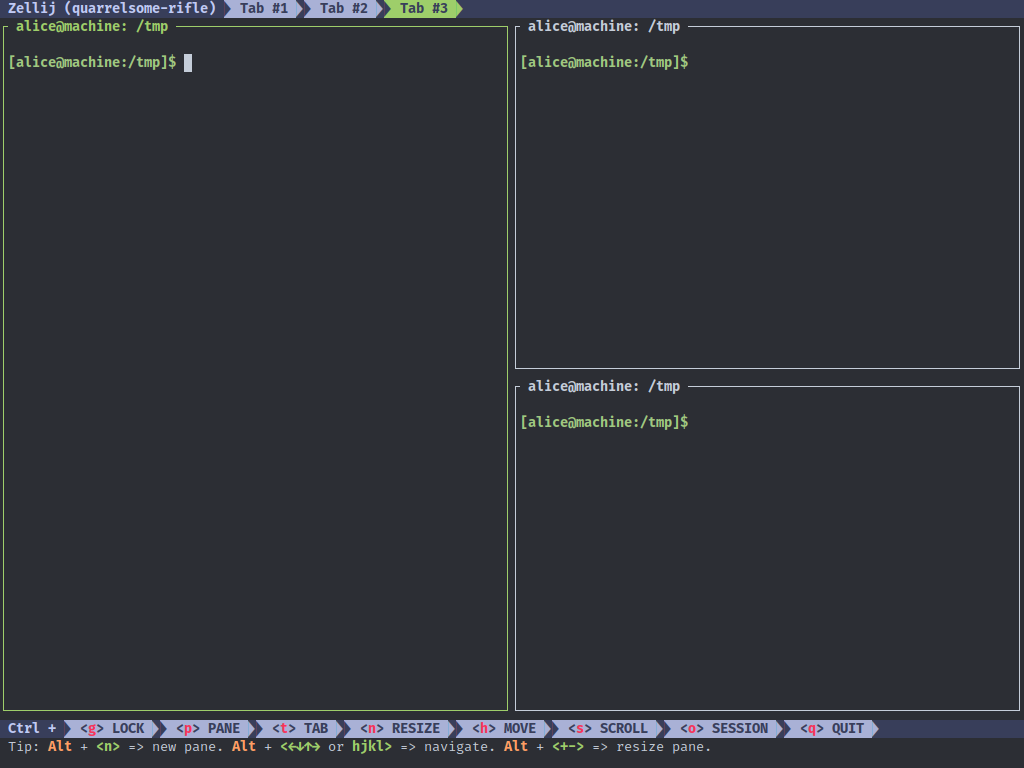 Zellij (quarrelsome-rifle) Tab #1 Tab #2 Tab #3
alice@machine: /tmp
[alice@machine:/tmp]$
alice@machine: /tmp
[alice@machine:/tmp]$
alice@machine: /tmp
[alice@machine:/tmp]$
Ctrl + <g> LOCK <p> PANE <t> TAB <n> RESIZE <h> MOVE <s> SCROLL <o> SESSION <q> QUIT
Tip: Alt + <n> => new pane. Alt + <←↓↑→> or hjkl> => navigate. Alt + <+-> => resize pane.